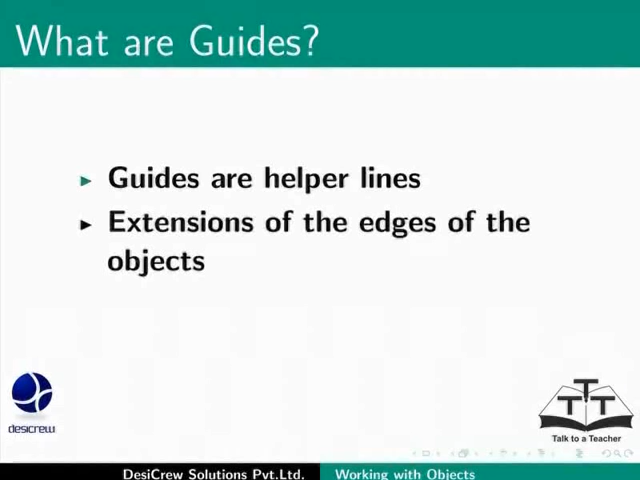 What are Guides?
Guides are helper lines
Extensions of the edges of the
objects
desicrew
TTT
Talk to a Teacher
DesiCrew Solutions Pvt.Ltd.
Working with Objects